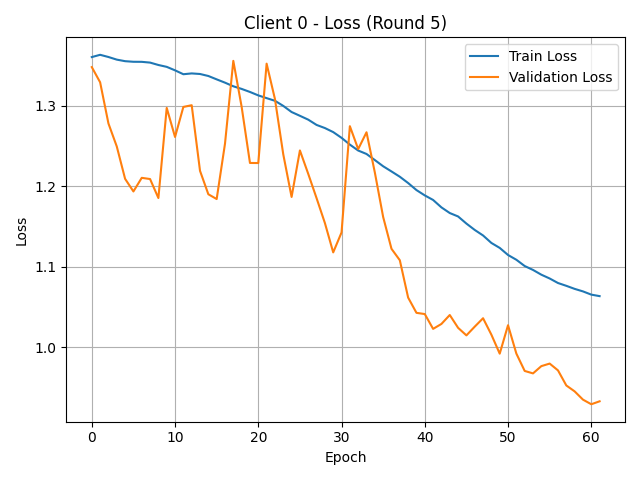 Client 0 - Loss (Round 5)
Train Loss
Validation Loss
Loss
1.3
1.2
1.1
1.0
0 10 20 30 40 50 60
Epoch